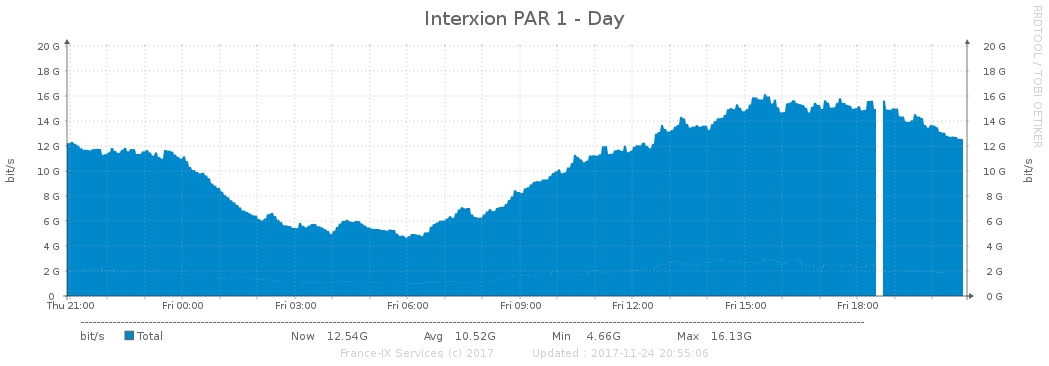 Interxion PAR 1 - Day
RRDTOOL / TOBI OETIKER
bit/s
20 G
18 G
16 G
14 G
12 G
10 G
8 G
6 G
4 G
2 G
0
20 G
18 G
16 G
14 G
12 G
10 G
8 G
6 G
4 G
2 G
0 G
bit/s
Thu 21:00 Fri 00:00 Fri 03:00 Fri 06:00 Fri 09:00 Fri 12:00 Fri 15:00 Fri 18:00
bit/s Total Now 12.54G Avg 10.52G Min 4.66G Max 16.13G
France-IX Services (c) 2017 Updated : 2017-11-24 20:55:06